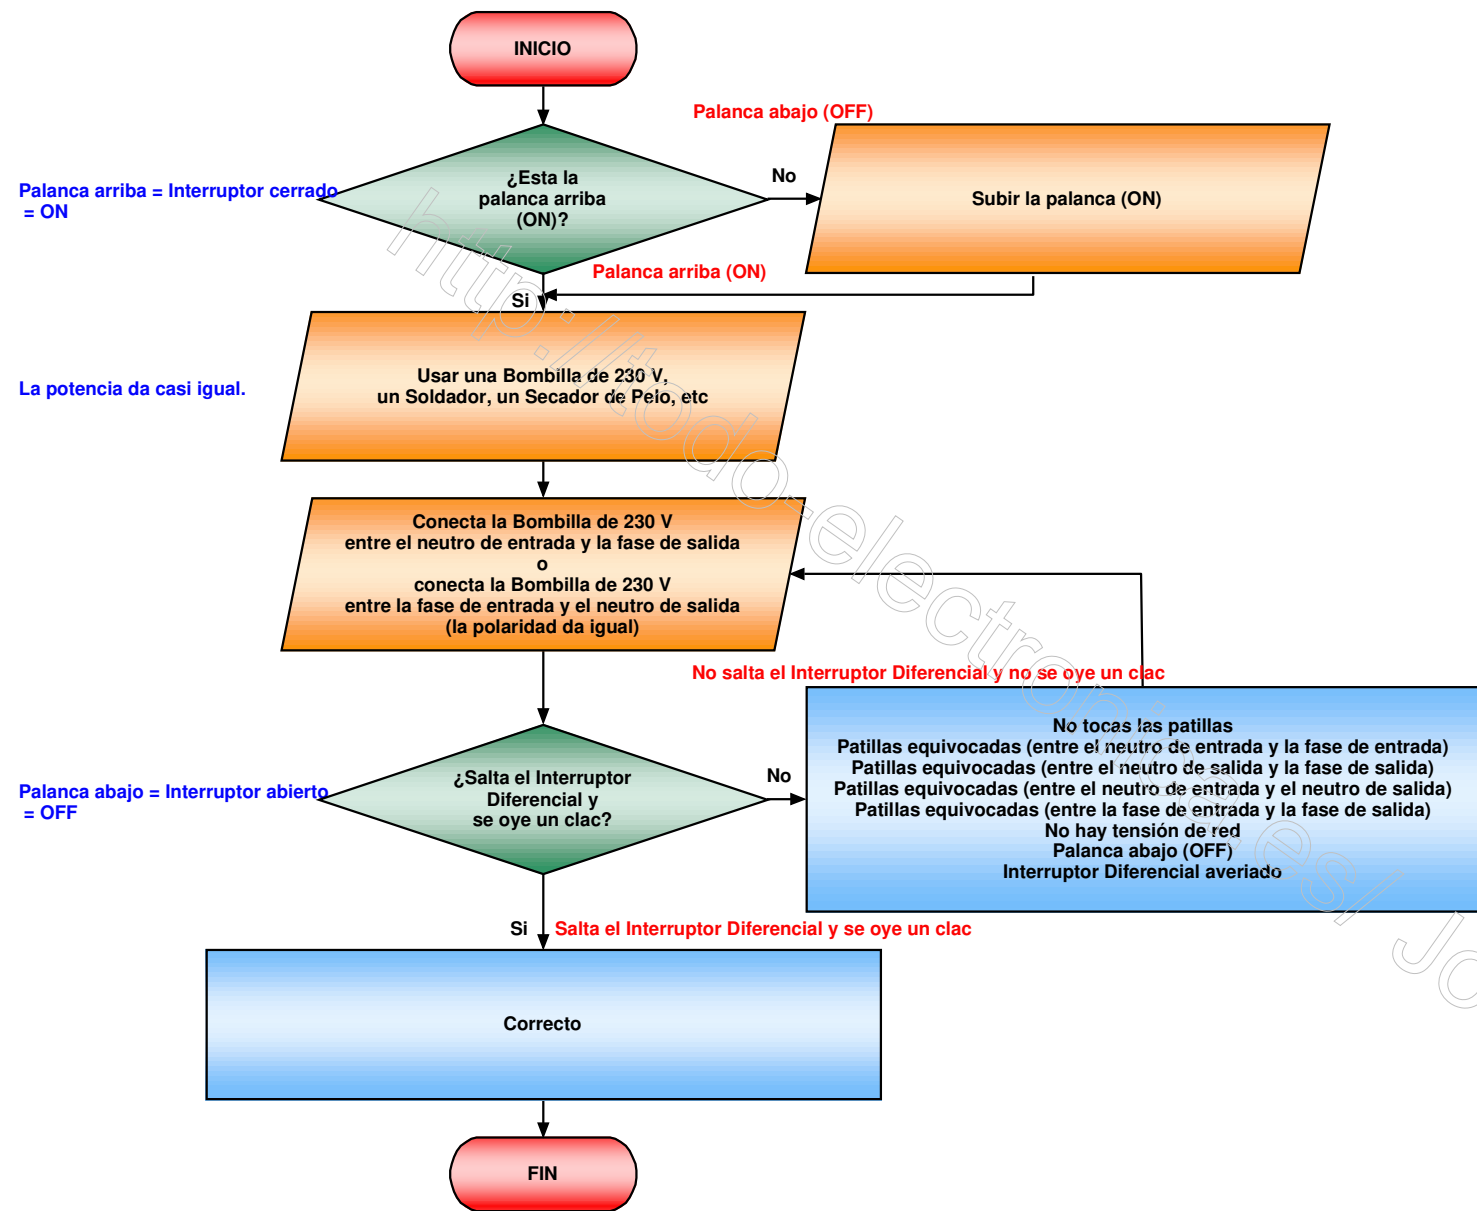 INICIO
Palanca abajo (OFF)
¿Esta la
palanca arriba
(ON)?
No
Subir la palanca (ON)
Palanca arriba = Interruptor cerrado
= ON
Palanca arriba (ON)
Si
Usar una Bombilla de 230 V,
un Soldador, un Secador de Pelo, etc
La potencia da casi igual.
Conecta la Bombilla de 230 V
entre el neutro de entrada y la fase de salida
o
conecta la Bombilla de 230 V
entre la fase de entrada y el neutro de salida
(la polaridad da igual)
No salta el Interruptor Diferencial y no se oye un clac
¿Salta el Interruptor
Diferencial y
se oye un clac?
No
Palanca abajo = Interruptor abierto
= OFF
No tocas las patillas
Patillas equivocadas (entre el neutro de entrada y la fase de entrada)
Patillas equivocadas (entre el neutro de salida y la fase de salida)
Patillas equivocadas (entre el neutro de entrada y el neutro de salida)
Patillas equivocadas (entre la fase de entrada y la fase de salida)
No hay tensión de red
Palanca abajo (OFF)
Interruptor Diferencial averiado
Si
Salta el Interruptor Diferencial y se oye un clac
Correcto
FIN
http://todo-electronica.es/ Jo